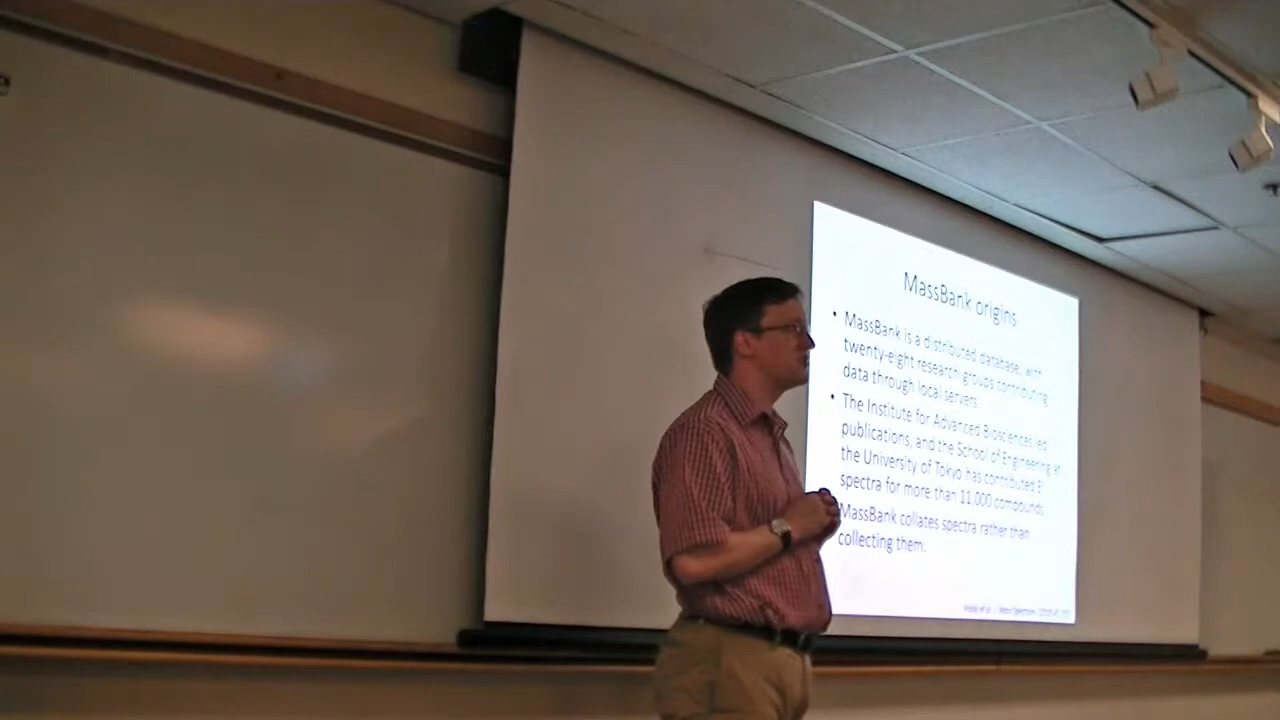 MassBank origins
• MassBank is a distributed database, with
twenty-eight research groups contributing
data through local servers.
• The Institute for Advanced Biosciences led
publications, and the School of Engineering at
the University of Tokyo has contributed EI
spectra for more than 11,000 compounds.
MassBank collates spectra rather than
collecting them.